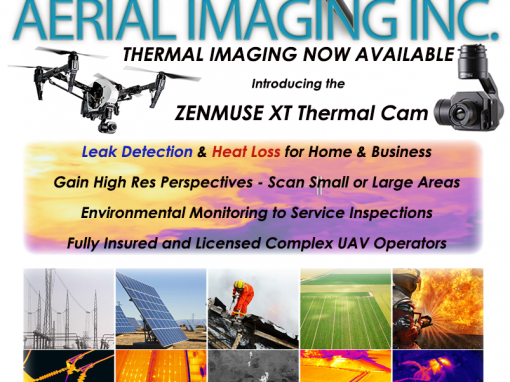 AERIAL IMAGING INC.
THERMAL IMAGING NOW AVAILABLE
Introducing the
ZENMUSE XT Thermal Cam
Leak Detection & Heat Loss for Home & Business
Gain High Res Perspectives - Scan Small or Large Areas
Environmental Monitoring to Service Inspections
Fully Insured and Licensed Complex UAV Operators